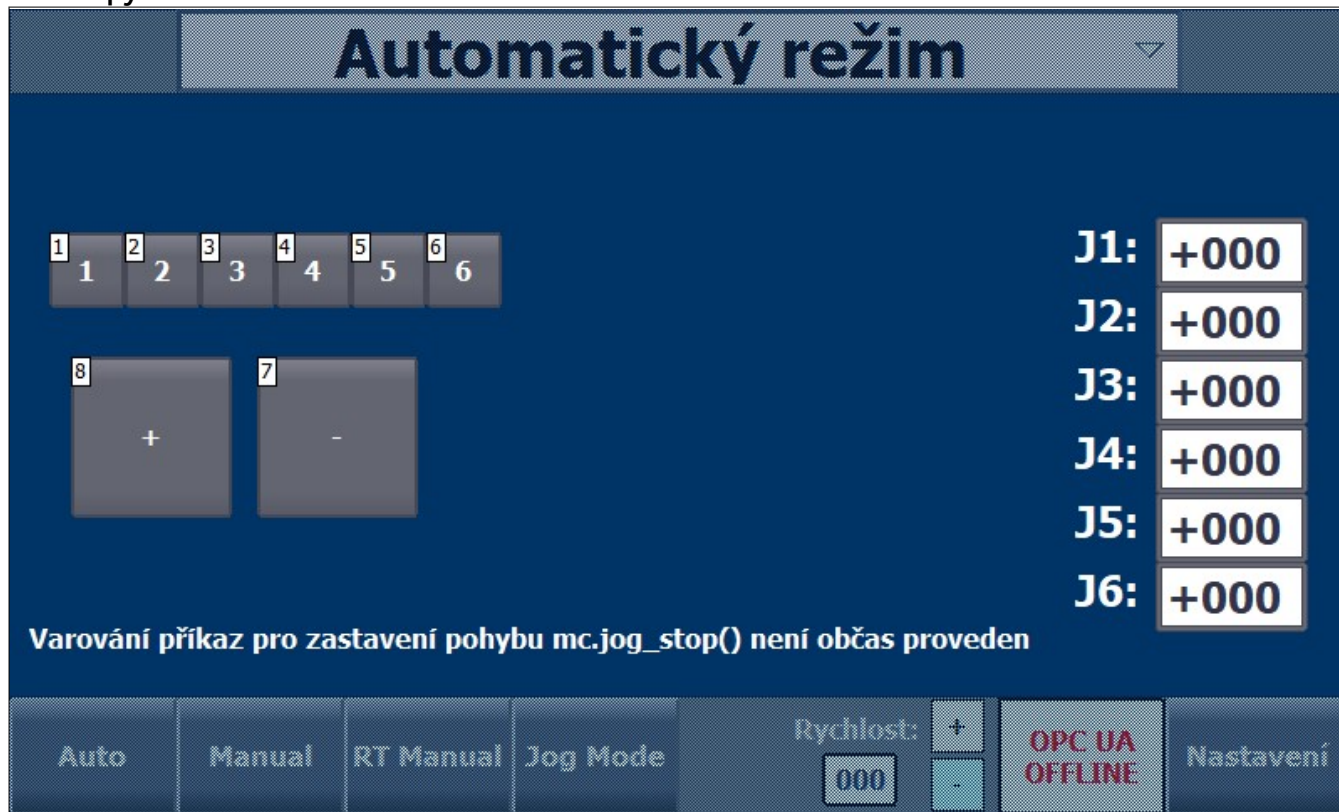 Automatický režim
1 2 3 4 5 6
1 2 3 4 5 6
J1: +000
J2: +000
J3: +000
J4: +000
J5: +000
J6: +000
8 7
+ -
Varování příkaz pro zastavení pohybu mc.jog_stop() není občas proveden
Auto Manual RT Manual Jog Mode Rychlost: + OPC UA OFFLINE Nastavení
000 -